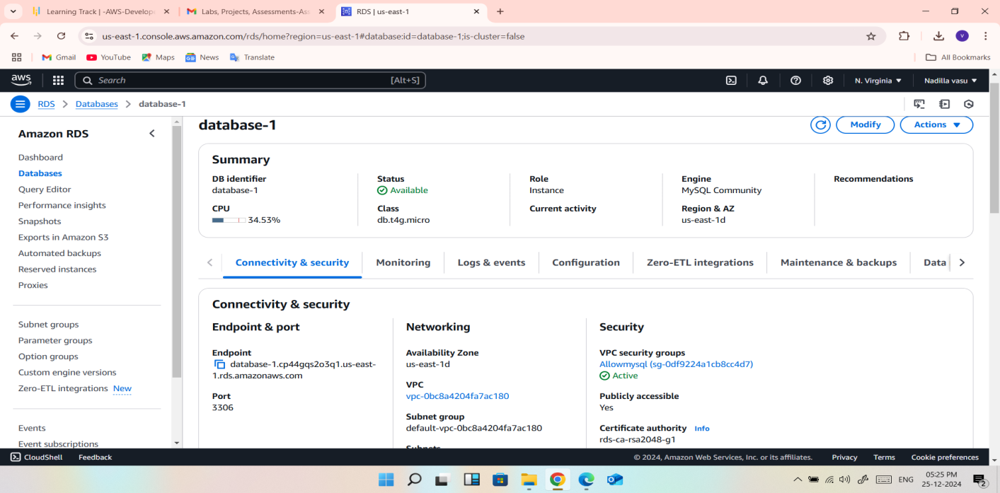 Learning Track | -AWS-Develop
Labs, Projects, Assessments-Ass
RDS | us-east-1
us-east-1.console.aws.amazon.com/rds/home?region=us-east-1#database:id=database-1;is-cluster=false
V
Gmail
YouTube
Maps
News
Translate
All Bookmarks
aws
Search
[Alt+S]
N. Virginia
Nadilla vasu
RDS
Databases
database-1
Amazon RDS
Dashboard
Databases
Query Editor
Performance insights
Snapshots
Exports in Amazon S3
Automated backups
Reserved instances
Proxies
Subnet groups
Parameter groups
Option groups
Custom engine versions
Zero-ETL integrations New
Events
Event subscriptions
database-1
Modify
Actions
Summary
DB identifier
database-1
CPU
34.53%
Status
Available
Class
db.t4g.micro
Role
Instance
Current activity
Engine
MySQL Community
Region & AZ
us-east-1d
Recommendations
Connectivity & security
Monitoring
Logs & events
Configuration
Zero-ETL integrations
Maintenance & backups
Data
Connectivity & security
Endpoint & port
Endpoint
database-1.cp44gqs2o3q1.us-east-
1.rds.amazonaws.com
Port
3306
Networking
Availability Zone
us-east-1d
VPC
vpc-0bc8a4204fa7ac180
Subnet group
default-vpc-0bc8a4204fa7ac180
Subnets
Security
VPC security groups
Allowmysql (sg-0df9224a1cb8cc4d7)
Active
Publicly accessible
Yes
Certificate authority Info
rds-ca-rsa2048-g1
CloudShell
Feedback
© 2024, Amazon Web Services, Inc. or its affiliates.
Privacy
Terms
Cookie preferences
ENG
05:25 PM
25-12-2024
2